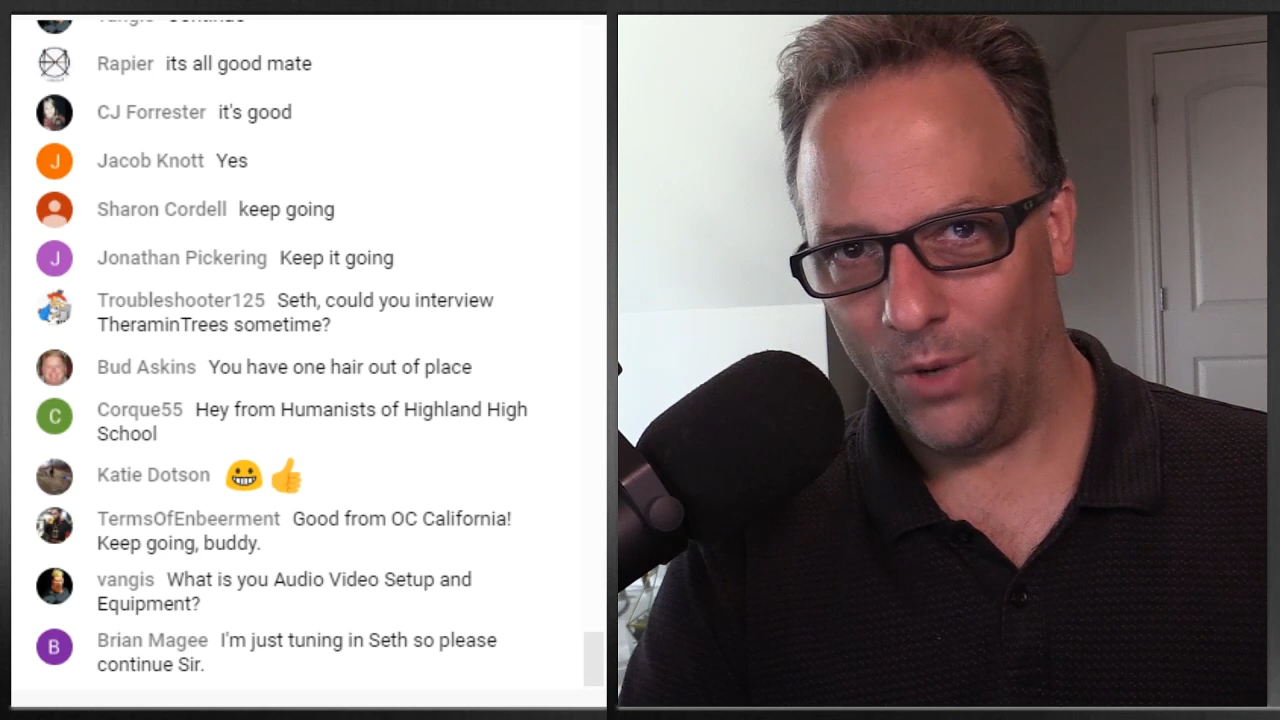 Rapier its all good mate
CJ Forrester it's good
J Jacob Knott Yes
Sharon Cordell keep going
J Jonathan Pickering Keep it going
Troubleshooter125 Seth, could you interview
TheraminTrees sometime?
Bud Askins You have one hair out of place
C Corque55 Hey from Humanists of Highland High
School
Katie Dotson 😀👍
TermsOfEnbeerment Good from OC California!
Keep going, buddy.
vangis What is you Audio Video Setup and
Equipment?
B Brian Magee I'm just tuning in Seth so please
continue Sir.